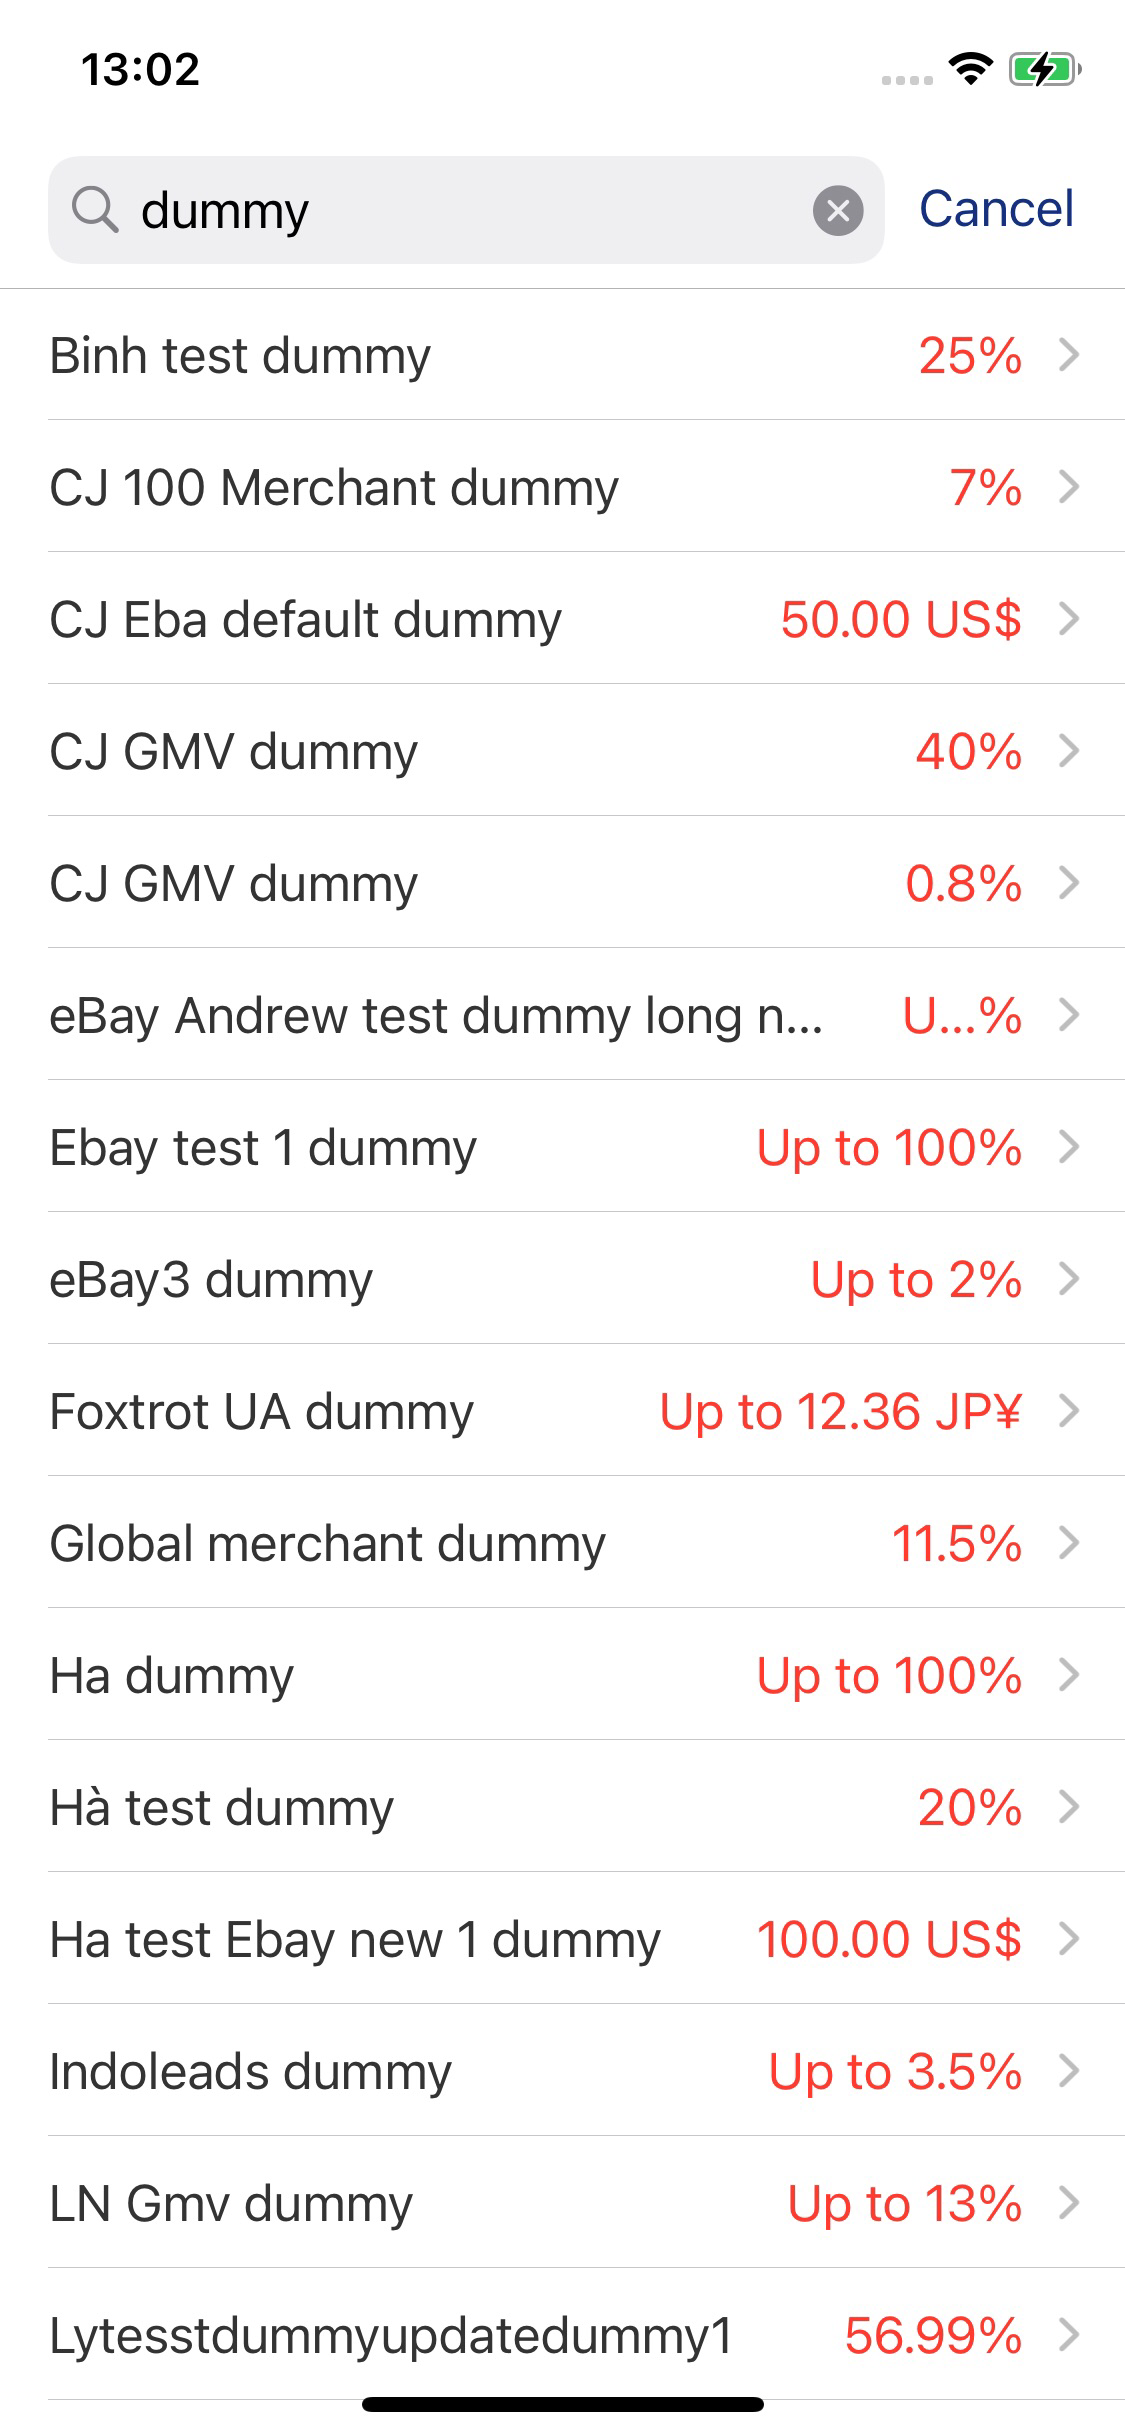 13:02
dummy
Cancel
Binh test dummy 25%
CJ 100 Merchant dummy 7%
CJ Eba default dummy 50.00 US$
CJ GMV dummy 40%
CJ GMV dummy 0.8%
eBay Andrew test dummy long n... U...%
Ebay test 1 dummy Up to 100%
eBay3 dummy Up to 2%
Foxtrot UA dummy Up to 12.36 JP¥
Global merchant dummy 11.5%
Ha dummy Up to 100%
Hà test dummy 20%
Ha test Ebay new 1 dummy 100.00 US$
Indoleads dummy Up to 3.5%
LN Gmv dummy Up to 13%
Lytesstdummyupdatedummy1 56.99%